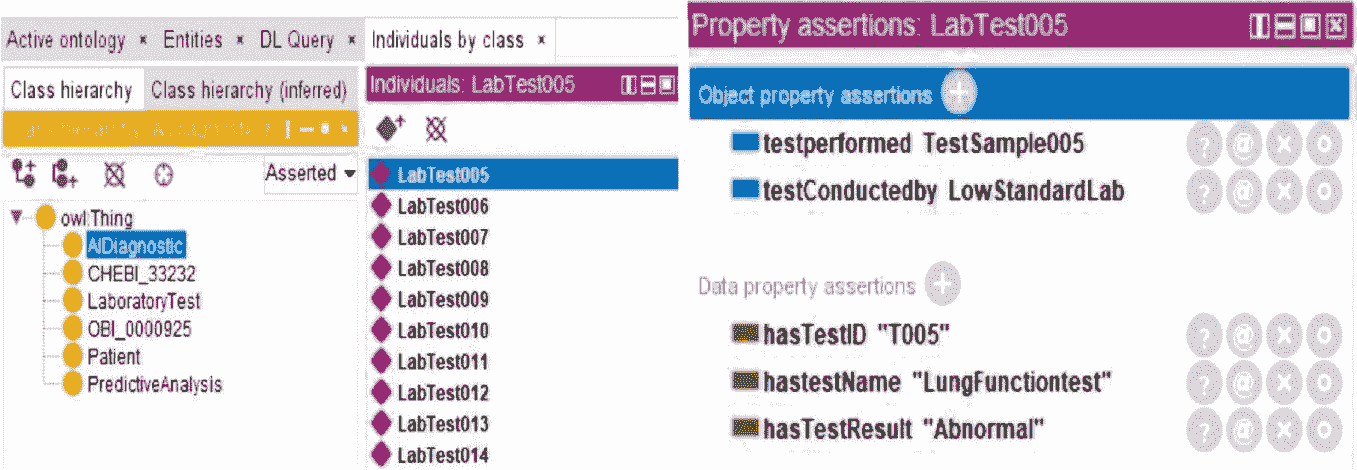 Active ontology × Entities × DL Query × Individuals by class ×
Class hierarchy Class hierarchy (inferred)
Asserted
owl:Thing
AIDiagnostic
CHEBI_33232
LaboratoryTest
OBI_0000925
Patient
PredictiveAnalysis
Individuals: LabTest005
LabTest005
LabTest006
LabTest007
LabTest008
LabTest009
LabTest010
LabTest011
LabTest012
LabTest013
LabTest014
Property assertions: LabTest005
Object property assertions
testperformed TestSample005
testConductedby LowStandardLab
Data property assertions
hasTestID "T005"
hastestName "LungFunctiontest"
hasTestResult "Abnormal"